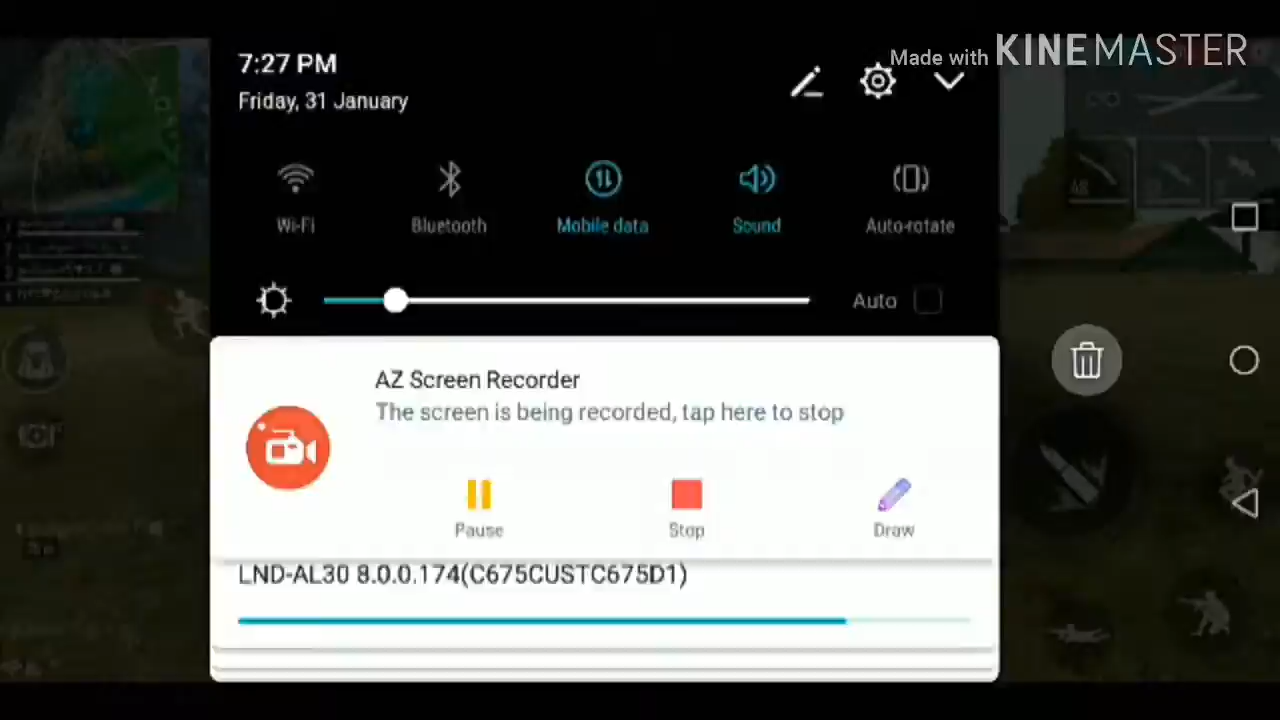 7:27 PM
Made with KINEMASTER
Friday, 31 January
Wi-Fi
Bluetooth
Mobile data
Sound
Auto-rotate
Auto
AZ Screen Recorder
The screen is being recorded, tap here to stop
Pause
Stop
Draw
LND-AL30 8.0.0.174(C675CUSTC675D1)